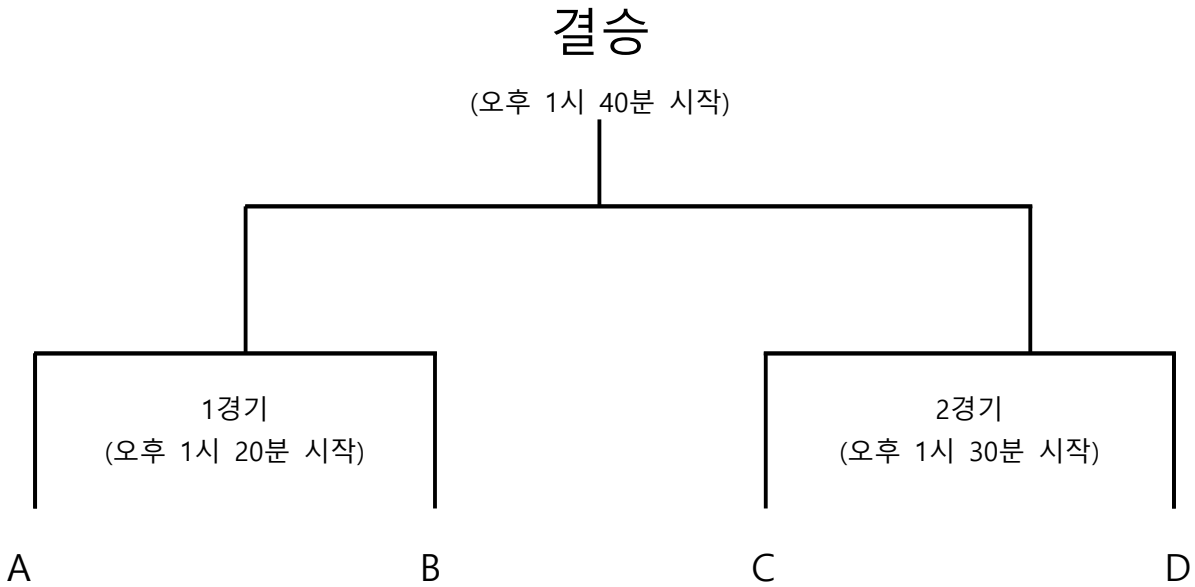 결승
(오후 1시 40분 시작)
1경기
(오후 1시 20분 시작)
2경기
(오후 1시 30분 시작)
A
B
C
D